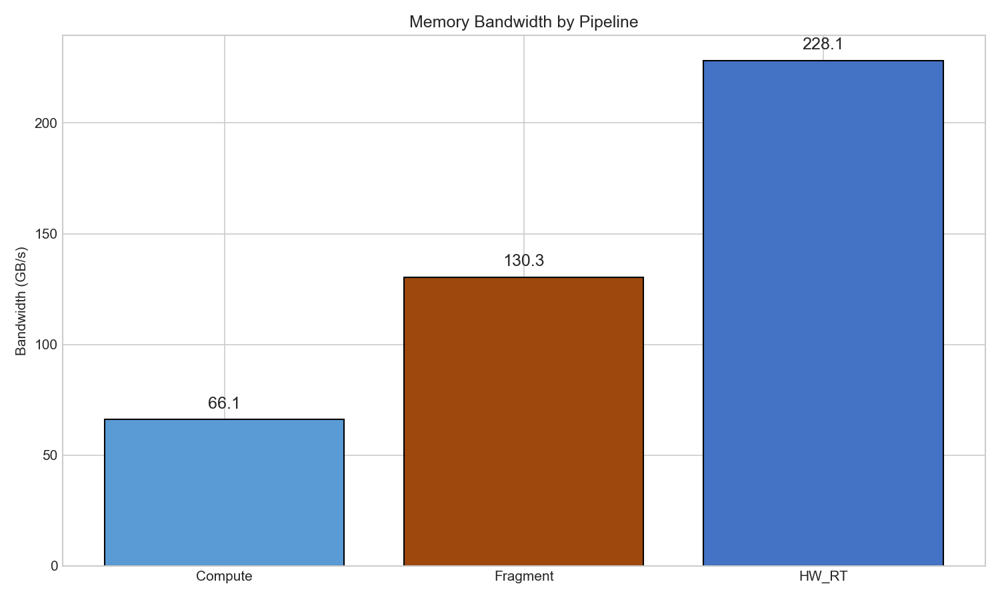 Memory Bandwidth by Pipeline
228.1
200
150
130.3
Bandwidth (GB/s)
100
66.1
50
0
Compute Fragment HW_RT